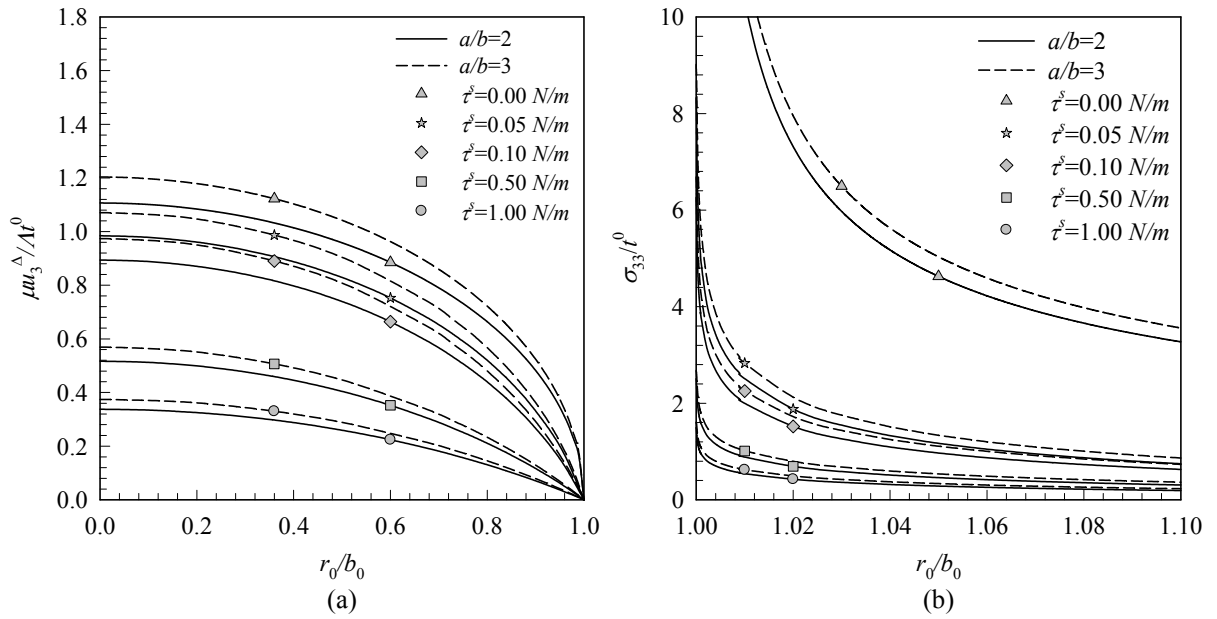 1.8
1.6
1.4
1.2
1.0
0.8
0.6
0.4
0.2
0.0
μu₃^Δ/Λt⁰
a/b=2
a/b=3
τˢ=0.00 N/m
τˢ=0.05 N/m
τˢ=0.10 N/m
τˢ=0.50 N/m
τˢ=1.00 N/m
0.0 0.2 0.4 0.6 0.8 1.0
r₀/b₀
(a)
10
8
6
4
2
0
σ₃₃/t⁰
a/b=2
a/b=3
τˢ=0.00 N/m
τˢ=0.05 N/m
τˢ=0.10 N/m
τˢ=0.50 N/m
τˢ=1.00 N/m
1.00 1.02 1.04 1.06 1.08 1.10
r₀/b₀
(b)